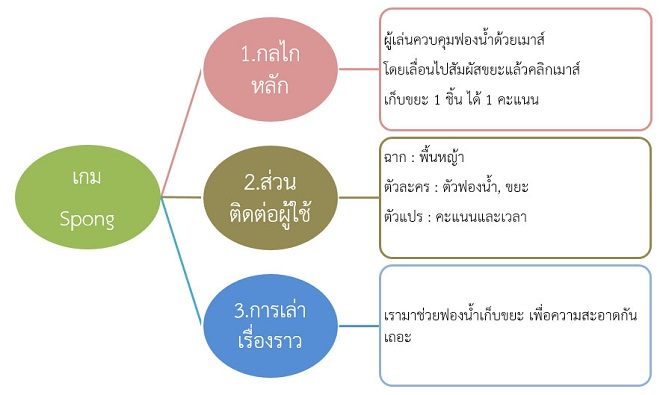 เกม
Spong
1.กลไก
หลัก
ผู้เล่นควบคุมฟองน้ำด้วยเมาส์
โดยเลื่อนไปสัมผัสขยะแล้วคลิกเมาส์
เก็บขยะ 1 ชิ้น ได้ 1 คะแนน
2.ส่วน
ติดต่อผู้ใช้
ฉาก : พื้นหญ้า
ตัวละคร : ตัวฟองน้ำ, ขยะ
ตัวแปร : คะแนนและเวลา
3.การเล่า
เรื่องราว
เรามาช่วยฟองน้ำเก็บขยะ เพื่อความสะอาดกัน
เถอะ